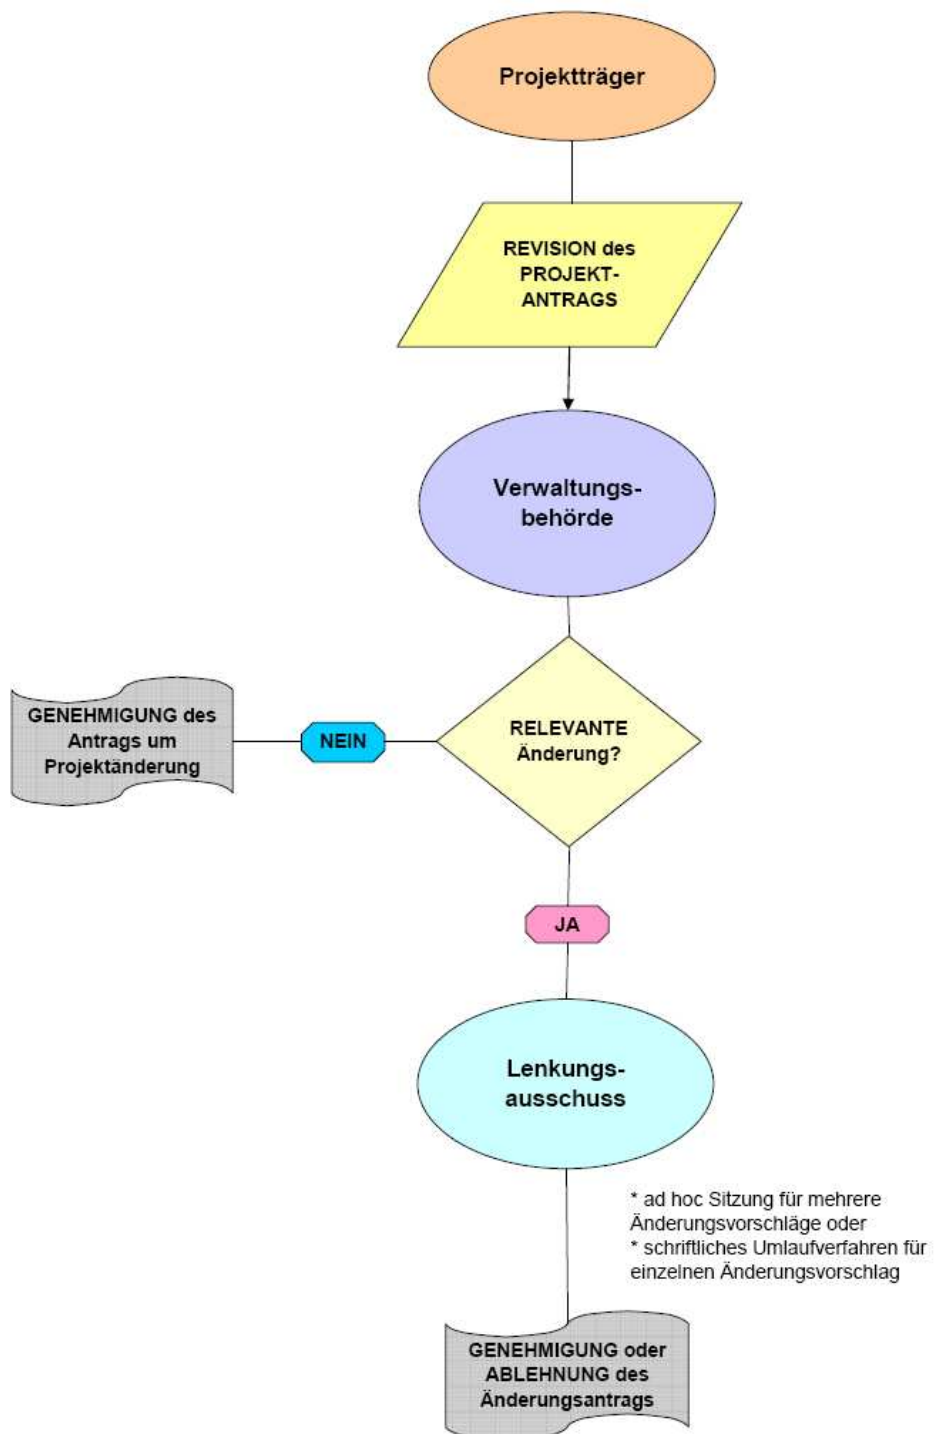 Projektträger
REVISION des
PROJEKT-
ANTRAGS
Verwaltungs-
behörde
RELEVANTE
Änderung?
NEIN
GENEHMIGUNG des
Antrags um
Projektänderung
JA
Lenkungs-
ausschuss
* ad hoc Sitzung für mehrere
Änderungsvorschläge oder
* schriftliches Umlaufverfahren für
einzelnen Änderungsvorschlag
GENEHMIGUNG oder
ABLEHNUNG des
Änderungsantrags